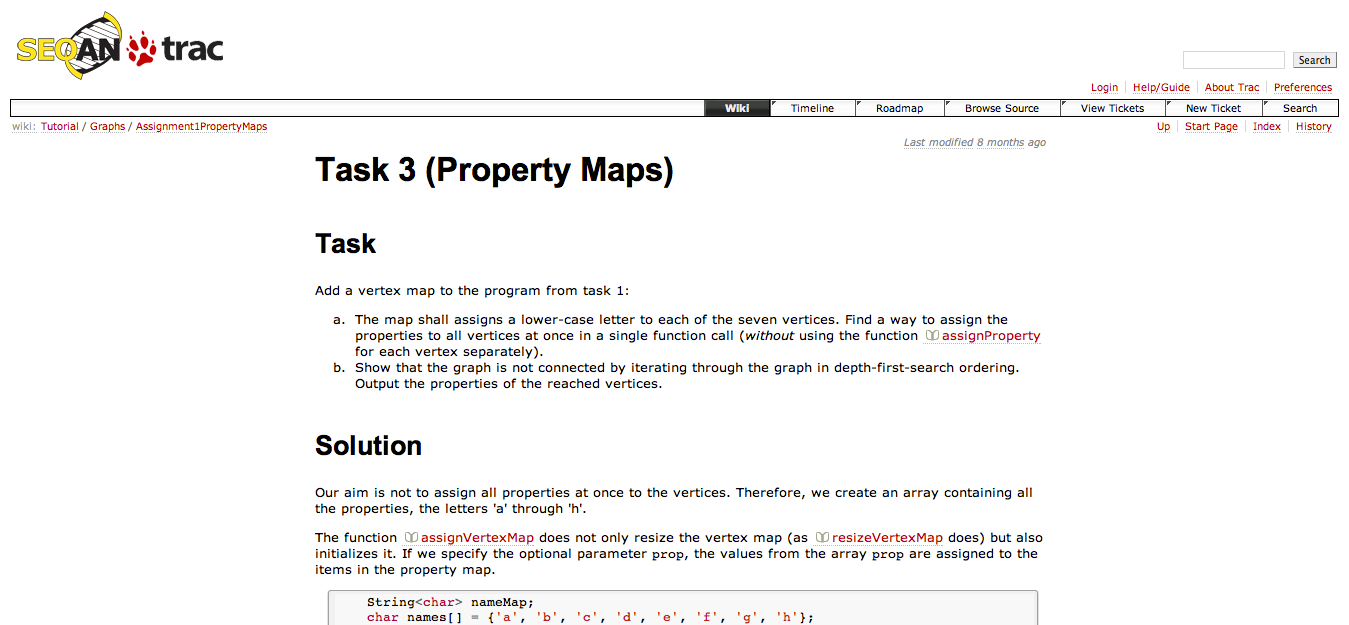 SEQAN trac
Search
Login Help/Guide About Trac Preferences
Wiki Timeline Roadmap Browse Source View Tickets New Ticket Search
wiki: Tutorial / Graphs / Assignment1PropertyMaps
Up Start Page Index History
Last modified 8 months ago
Task 3 (Property Maps)
Task
Add a vertex map to the program from task 1:
a. The map shall assigns a lower-case letter to each of the seven vertices. Find a way to assign the
properties to all vertices at once in a single function call (without using the function assignProperty
for each vertex separately).
b. Show that the graph is not connected by iterating through the graph in depth-first-search ordering.
Output the properties of the reached vertices.
Solution
Our aim is not to assign all properties at once to the vertices. Therefore, we create an array containing all
the properties, the letters 'a' through 'h'.
The function assignVertexMap does not only resize the vertex map (as resizeVertexMap does) but also
initializes it. If we specify the optional parameter prop, the values from the array prop are assigned to the
items in the property map.
String<char> nameMap;
char names[] = {'a', 'b', 'c', 'd', 'e', 'f', 'g', 'h'};